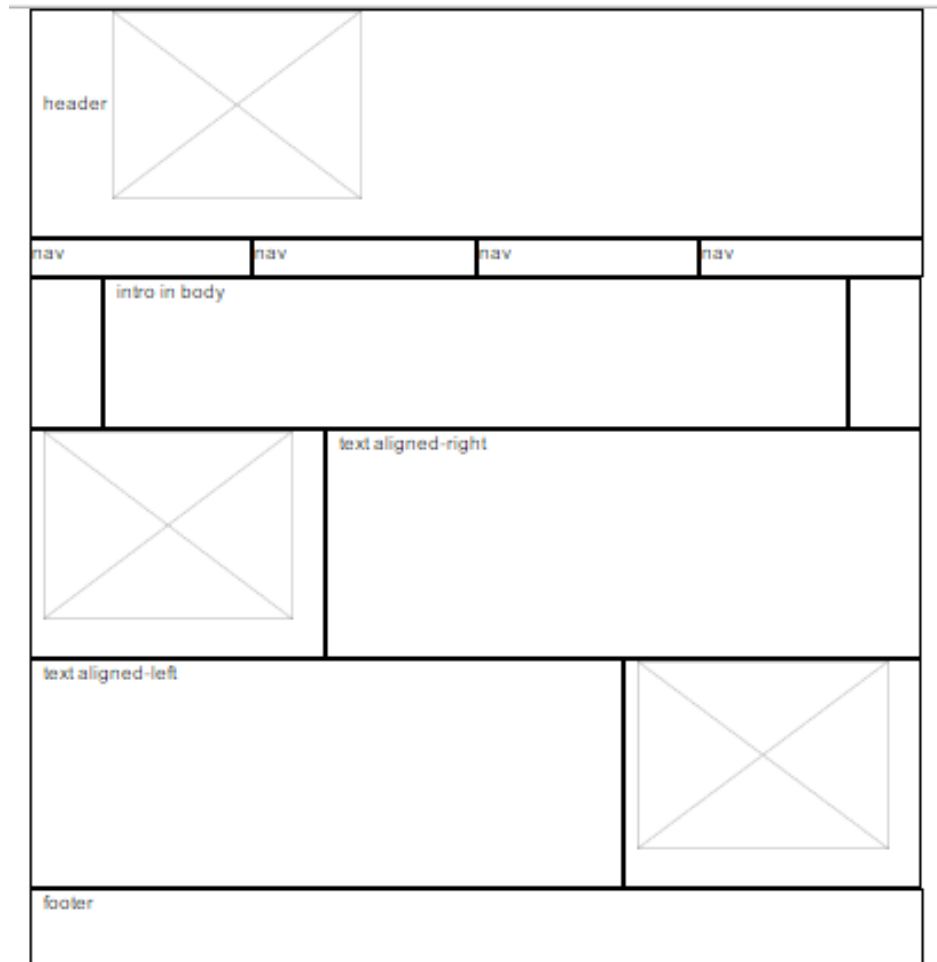 header
nav
nav
nav
nav
intro in body
text aligned-right
text aligned-left
footer